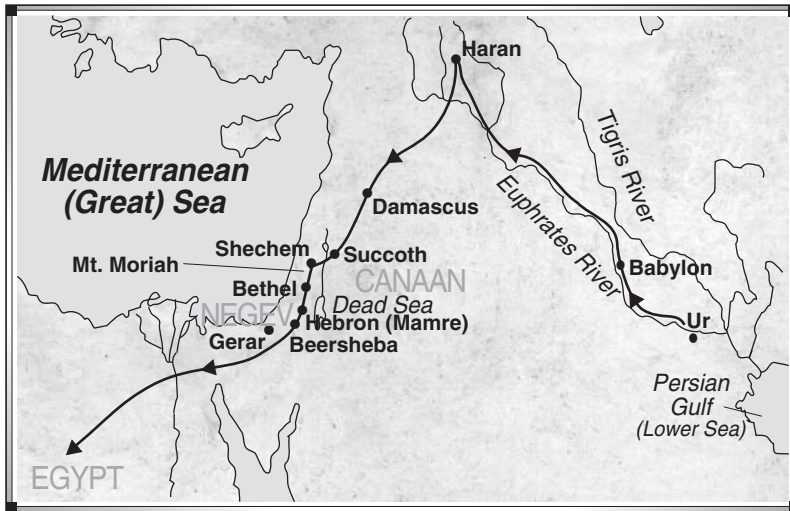 Haran
Tigris River
Mediterranean
(Great) Sea
Euphrates River
Damascus
Shechem
Succoth
Mt. Moriah
Babylon
CANAAN
Bethel
Dead Sea
NEGEV
Hebron (Mamre)
Ur
Gerar
Beersheba
Persian
Gulf
(Lower Sea)
EGYPT